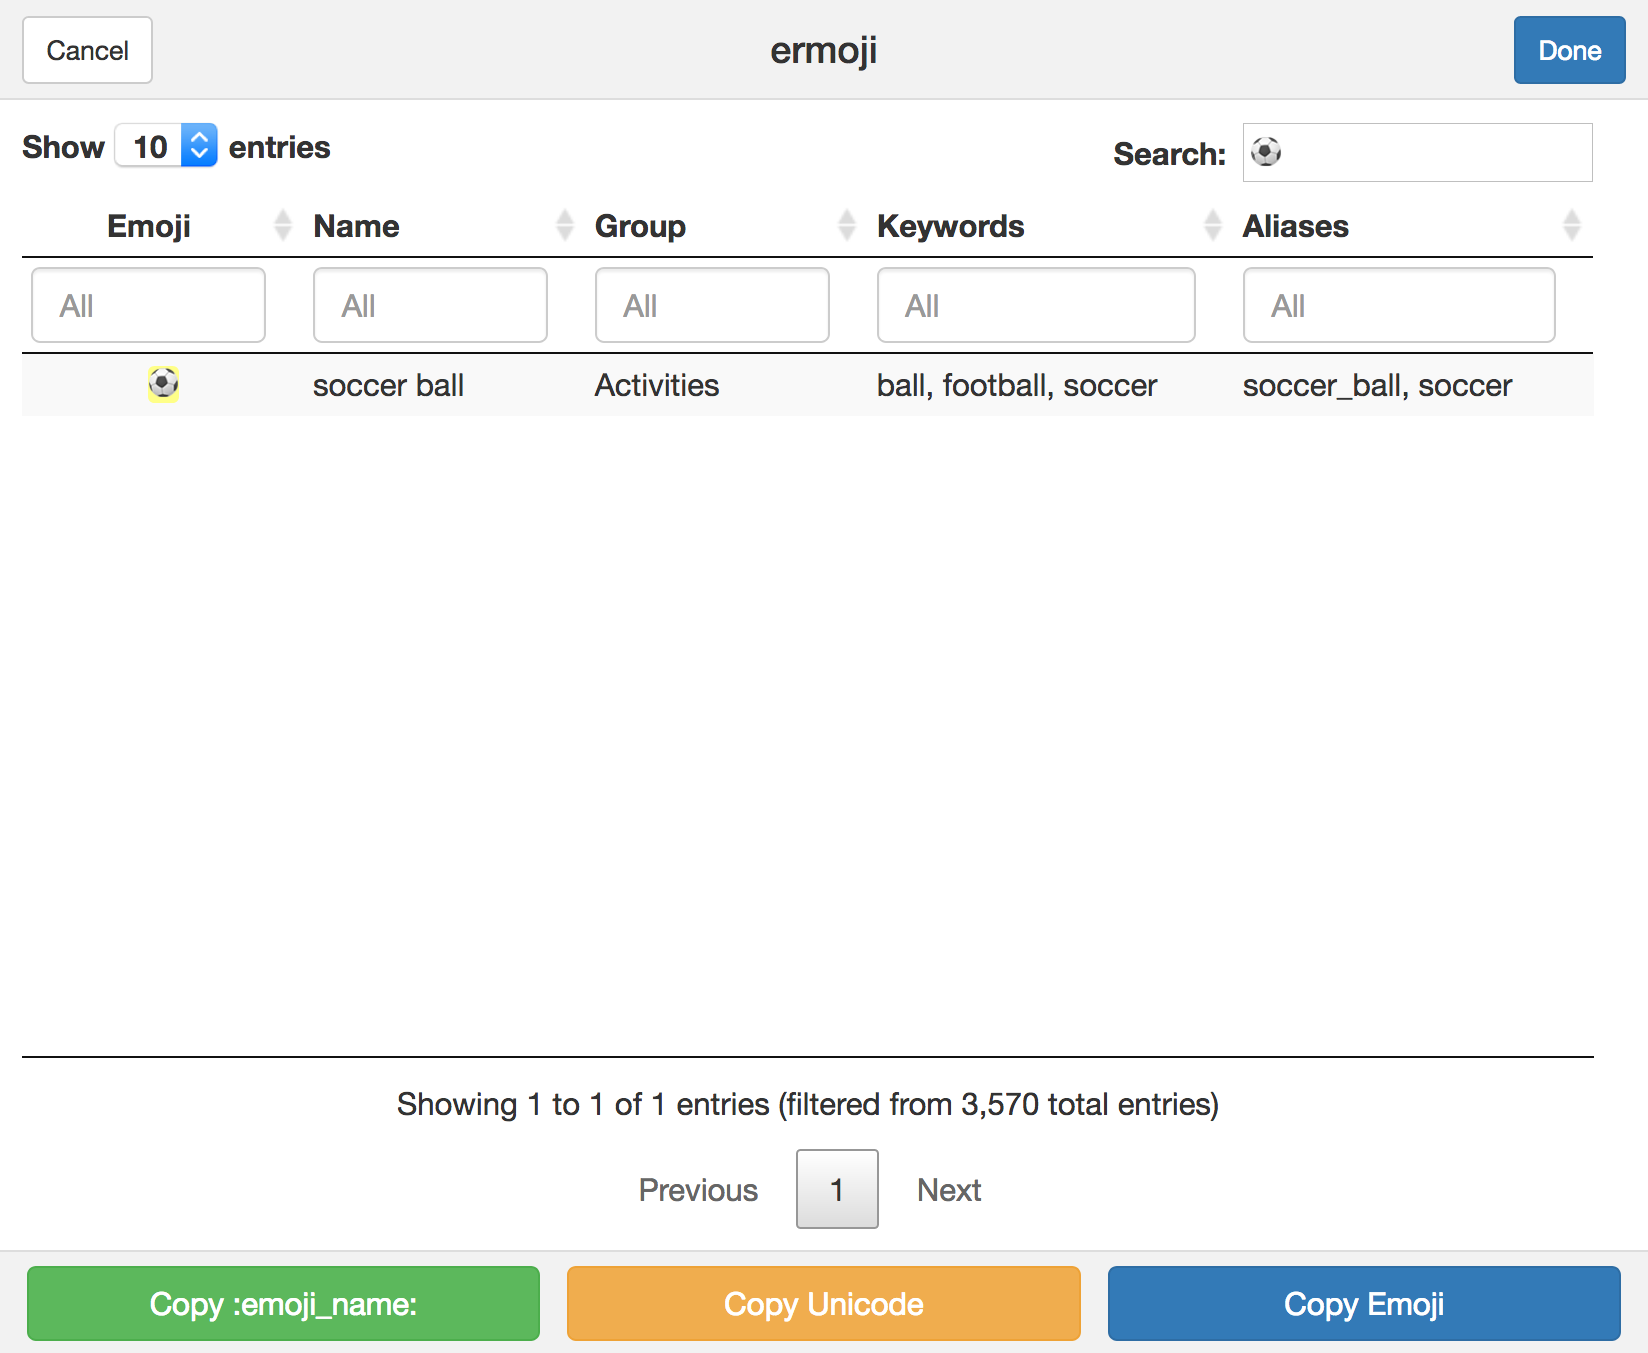 Cancel ermoji Done
Show 10 entries Search: ⚽
Emoji Name Group Keywords Aliases
All All All All All
⚽ soccer ball Activities ball, football, soccer soccer_ball, soccer
Showing 1 to 1 of 1 entries (filtered from 3,570 total entries)
Previous 1 Next
Copy :emoji_name: Copy Unicode Copy Emoji